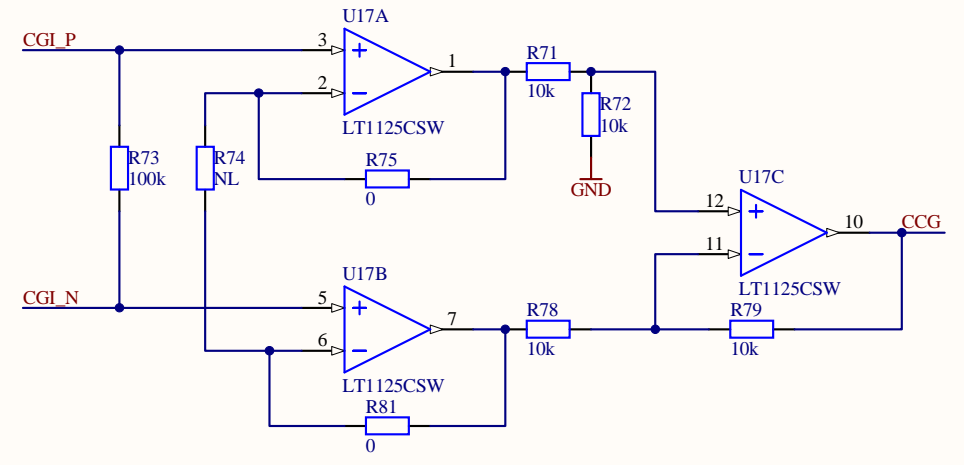 U17A
CGI_P
3
1
R71
2
10k
R72
10k
LT1125CSW
R73
100k
R74
NL
R75
0
GND
U17C
12
10
CCG
11
U17B
LT1125CSW
CGI_N
5
7
R78
R79
6
10k
10k
LT1125CSW
R81
0